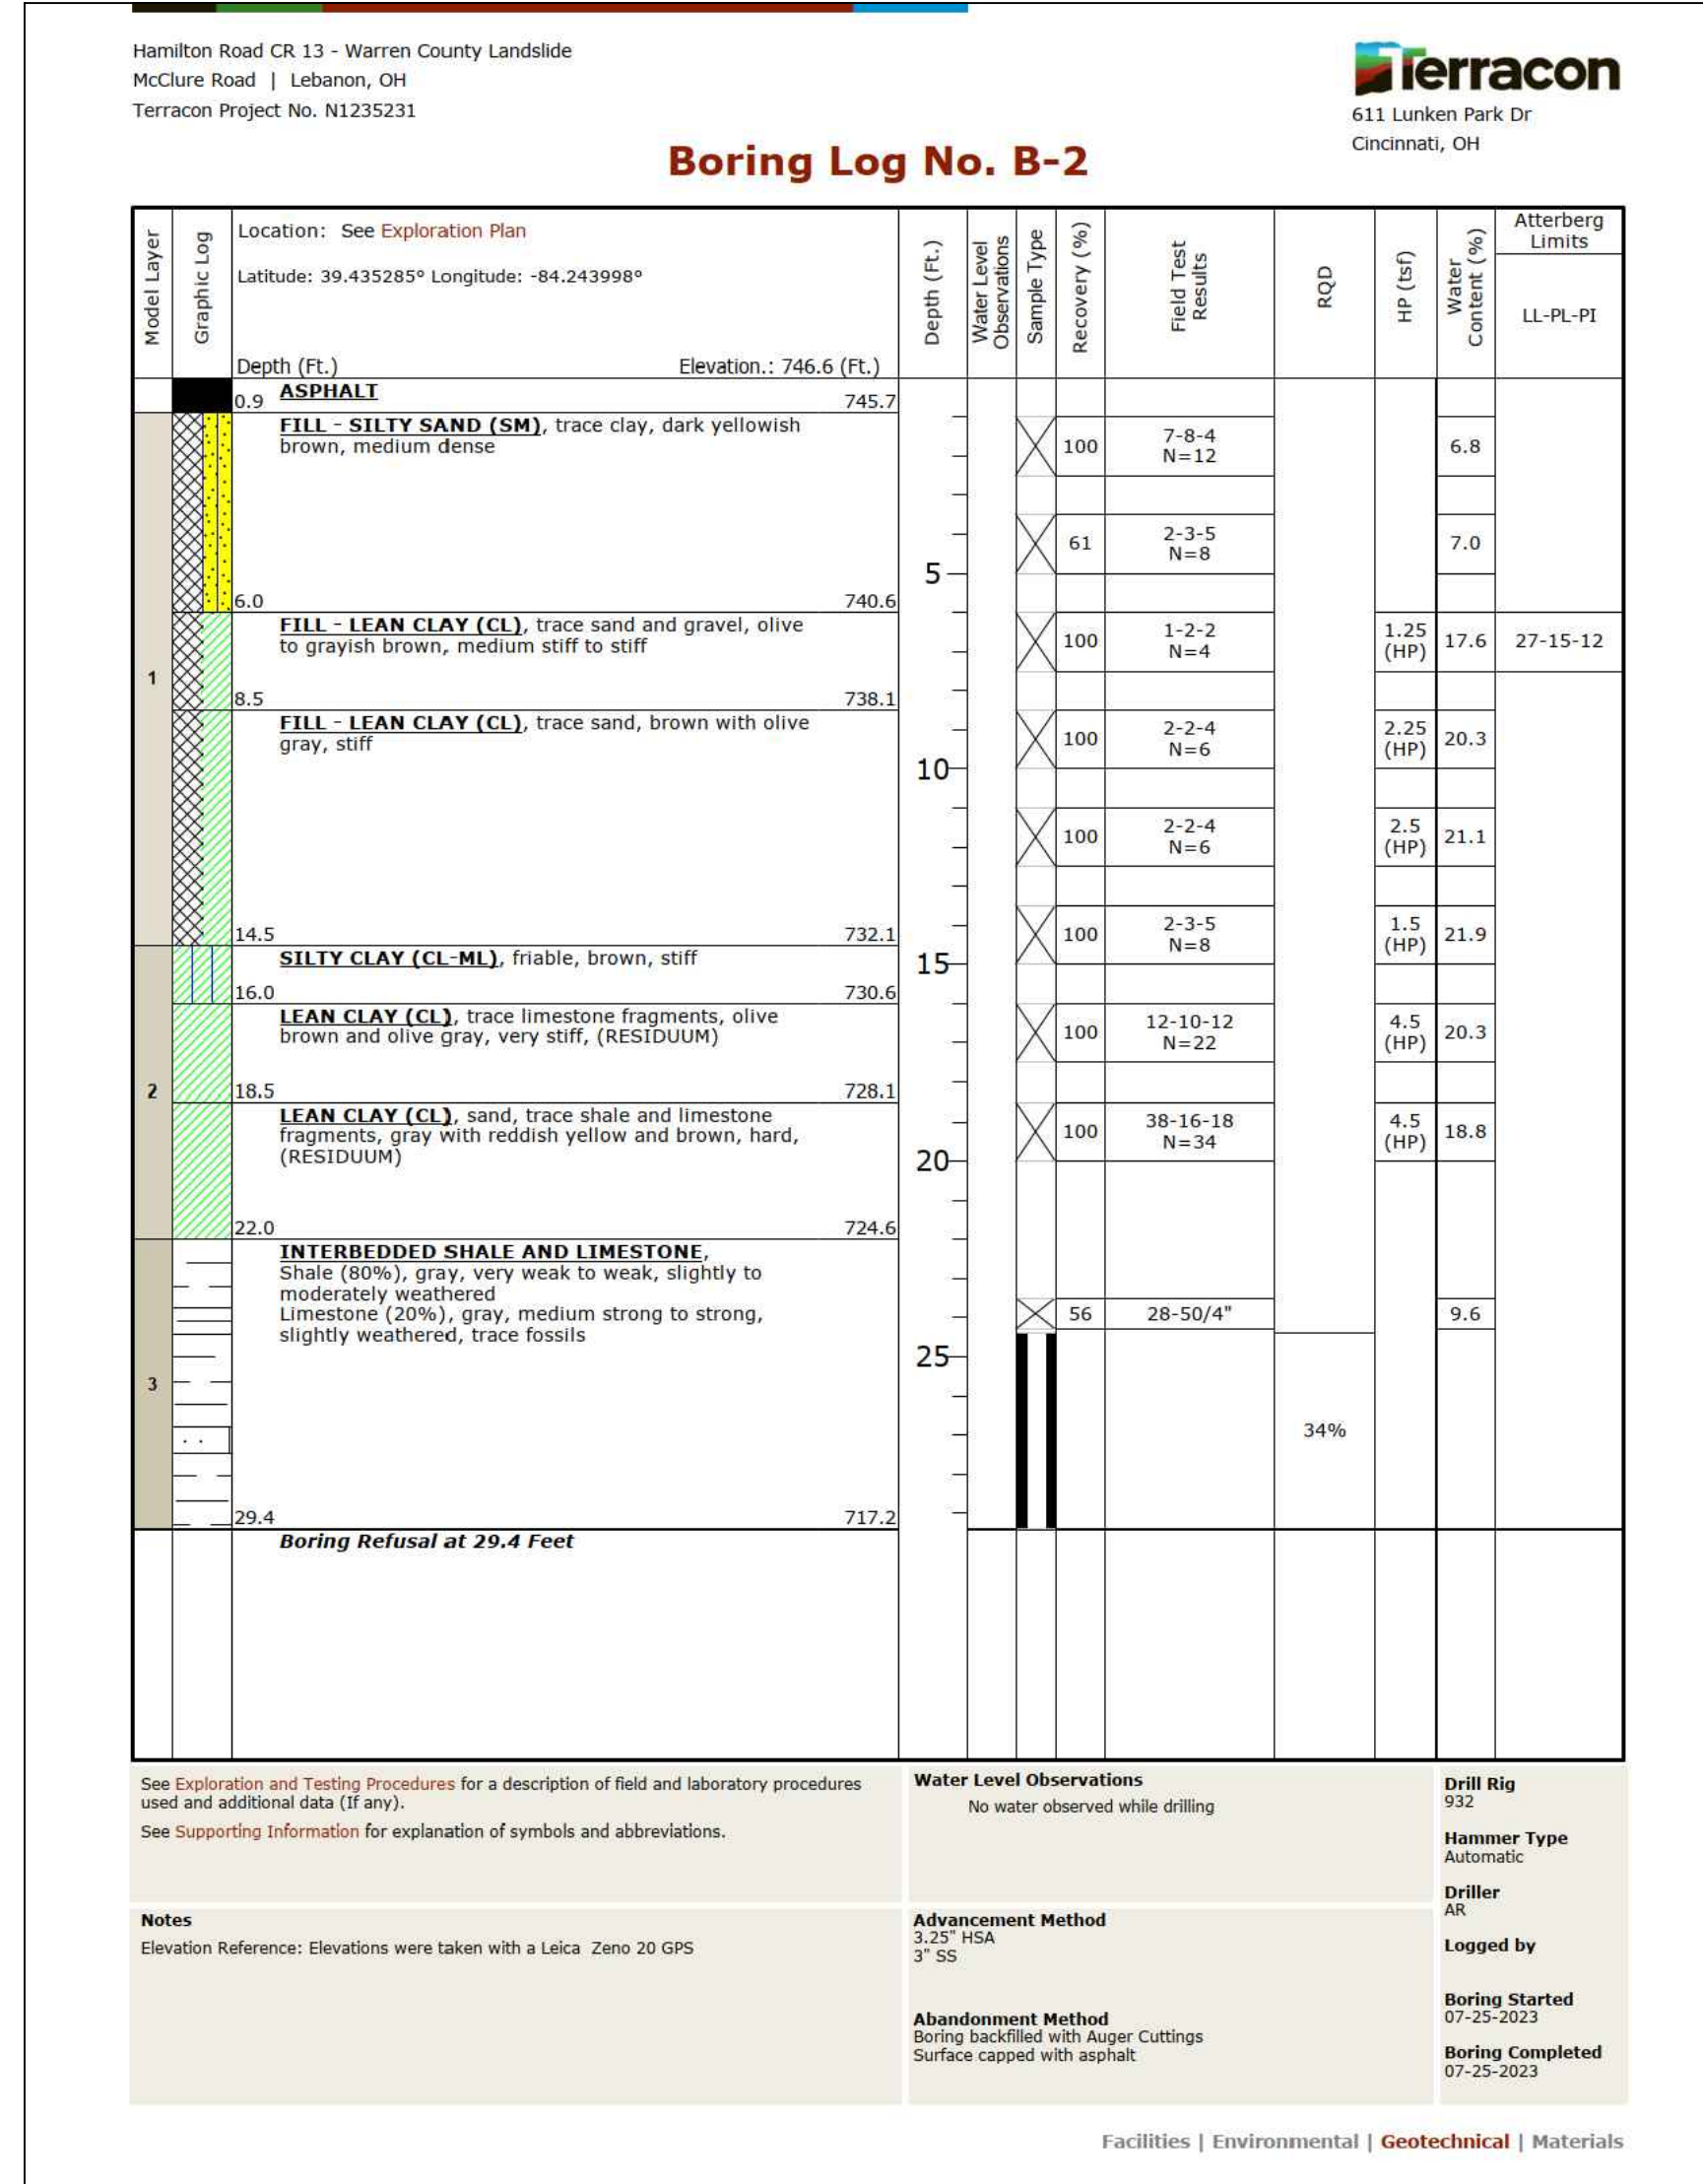 Hamilton Road CR 13 - Warren County Landslide
McClure Road | Lebanon, OH
Terracon Project No. N1235231
Terracon
611 Lunken Park Dr
Cincinnati, OH
Boring Log No. B-2
Model Layer
Graphic Log
Location: See Exploration Plan
Latitude: 39.435285° Longitude: -84.243998°
Depth (Ft.)
Elevation.: 746.6 (Ft.)
Depth (Ft.)
Water Level
Observations
Sample Type
Recovery (%)
Field Test
Results
RQD
HP (tsf)
Water
Content (%)
Atterberg
Limits
LL-PL-PI
ASPHALT
0.9 745.7
FILL - SILTY SAND (SM), trace clay, dark yellowish
brown, medium dense
100
7-8-4
N=12
6.8
61
2-3-5
N=8
7.0
5
6.0 740.6
1
FILL - LEAN CLAY (CL), trace sand and gravel, olive
to grayish brown, medium stiff to stiff
100
1-2-2
N=4
1.25
(HP)
17.6
27-15-12
8.5 738.1
FILL - LEAN CLAY (CL), trace sand, brown with olive
gray, stiff
100
2-2-4
N=6
2.25
(HP)
20.3
10
100
2-2-4
N=6
2.5
(HP)
21.1
14.5 732.1
100
2-3-5
N=8
1.5
(HP)
21.9
SILTY CLAY (CL-ML), friable, brown, stiff
15
16.0 730.6
2
LEAN CLAY (CL), trace limestone fragments, olive
brown and olive gray, very stiff, (RESIDUUM)
100
12-10-12
N=22
4.5
(HP)
20.3
18.5 728.1
LEAN CLAY (CL), sand, trace shale and limestone
fragments, gray with reddish yellow and brown, hard,
(RESIDUUM)
100
38-16-18
N=34
4.5
(HP)
18.8
20
22.0 724.6
3
INTERBEDDED SHALE AND LIMESTONE,
Shale (80%), gray, very weak to weak, slightly to
moderately weathered
Limestone (20%), gray, medium strong to strong,
slightly weathered, trace fossils
56
28-50/4"
9.6
25
34%
29.4 717.2
Boring Refusal at 29.4 Feet
See Exploration and Testing Procedures for a description of field and laboratory procedures
used and additional data (If any).
See Supporting Information for explanation of symbols and abbreviations.
Water Level Observations
No water observed while drilling
Drill Rig
932
Hammer Type
Automatic
Driller
AR
Logged by
Boring Started
07-25-2023
Boring Completed
07-25-2023
Notes
Elevation Reference: Elevations were taken with a Leica Zeno 20 GPS
Advancement Method
3.25" HSA
3" SS
Abandonment Method
Boring backfilled with Auger Cuttings
Surface capped with asphalt
Facilities | Environmental | Geotechnical | Materials